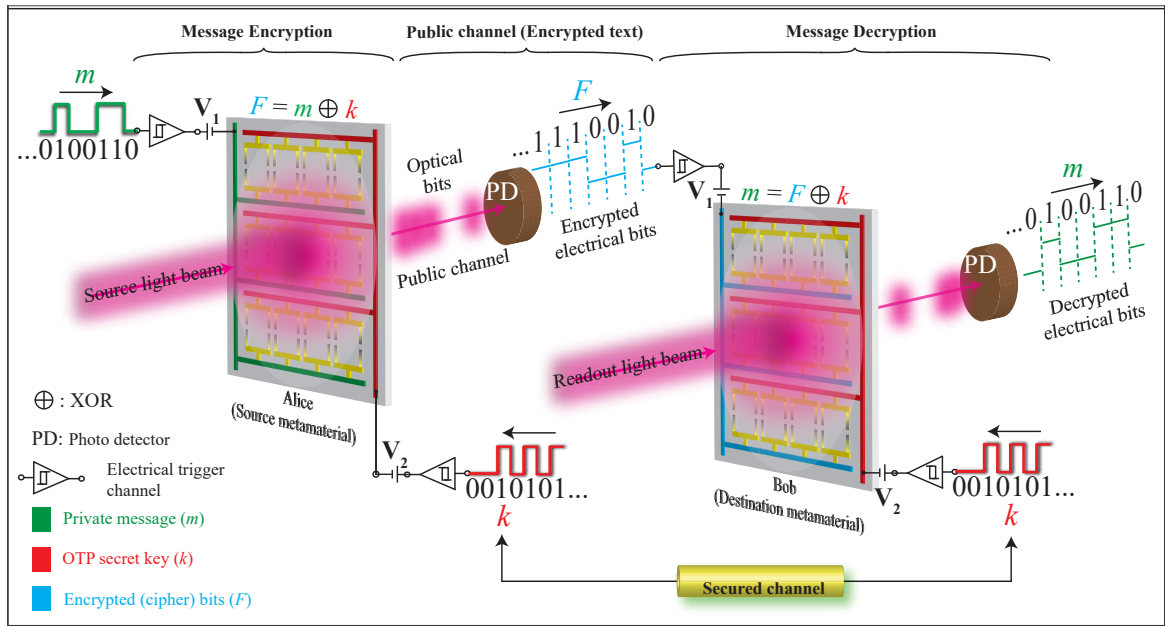 Message Encryption
Public channel (Encrypted text)
Message Decryption
m
...0100110
V1
F = m ⊕ k
Source light beam
Alice
(Source metamaterial)
Optical
bits
Public channel
PD
F
...1 1 1 0 0 1 0
Encrypted
electrical bits
V1
m = F ⊕ k
Readout light beam
Bob
(Destination metamaterial)
PD
m
...0 1 0 0 1 1 0
Decrypted
electrical bits
V2
0010101...
k
V2
0010101...
k
Secured channel
⊕ : XOR
PD: Photo detector
Electrical trigger
channel
Private message (m)
OTP secret key (k)
Encrypted (cipher) bits (F)